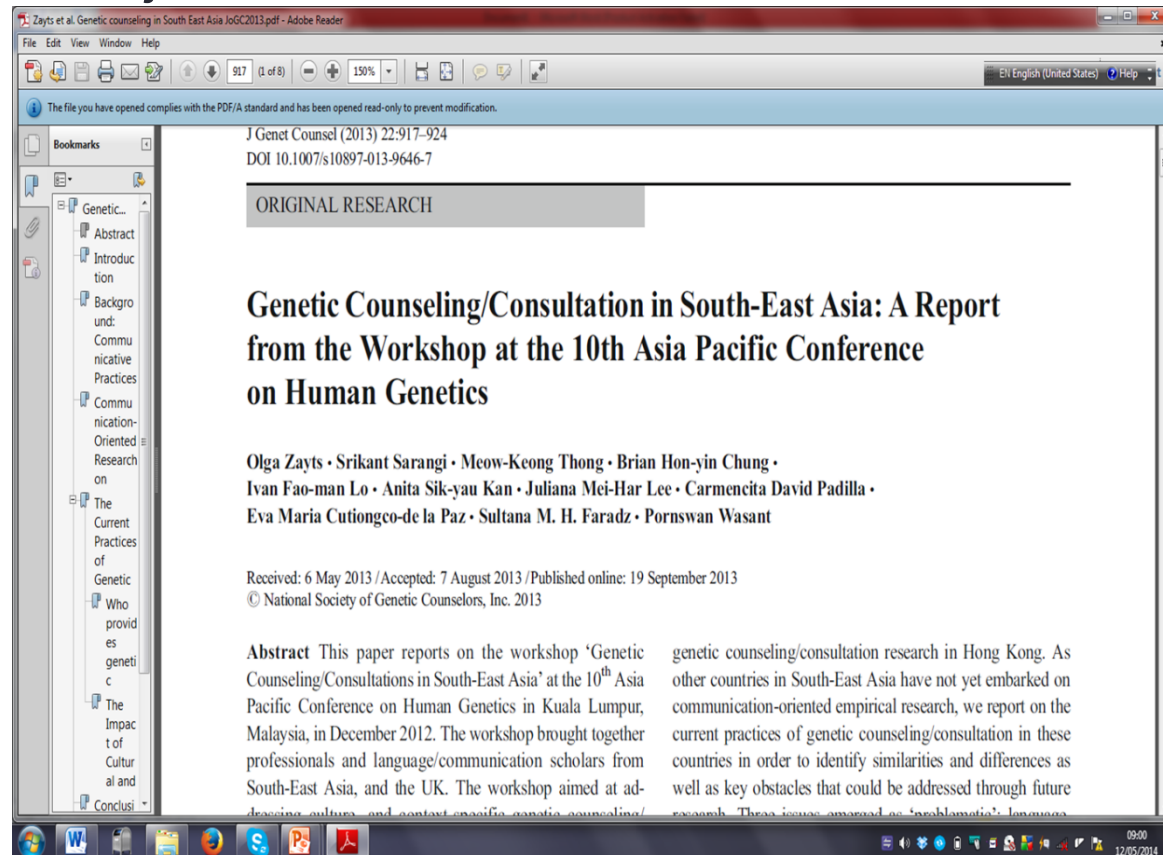 Zayts et al. Genetic counseling in South East Asia JoGC2013.pdf - Adobe Reader
File Edit View Window Help
917 (1 of 8) 150% EN English (United States) Help
The file you have opened complies with the PDF/A standard and has been opened read-only to prevent modification.
Bookmarks
Genetic...
Abstract
Introduc
tion
Backgro
und:
Commu
nicative
Practices
Commu
nication-
Oriented
Research
on
The
Current
Practices
of
Genetic
Who
provid
es
geneti
c
The
Impac
t of
Cultur
al and
Conclusi
J Genet Counsel (2013) 22:917–924
DOI 10.1007/s10897-013-9646-7
ORIGINAL RESEARCH
Genetic Counseling/Consultation in South-East Asia: A Report
from the Workshop at the 10th Asia Pacific Conference
on Human Genetics
Olga Zayts · Srikant Sarangi · Meow-Keong Thong · Brian Hon-yin Chung ·
Ivan Fao-man Lo · Anita Sik-yau Kan · Juliana Mei-Har Lee · Carmencita David Padilla ·
Eva Maria Cutiongco-de la Paz · Sultana M. H. Faradz · Pornswan Wasant
Received: 6 May 2013 / Accepted: 7 August 2013 / Published online: 19 September 2013
© National Society of Genetic Counselors, Inc. 2013
Abstract This paper reports on the workshop ‘Genetic
Counseling/Consultations in South-East Asia’ at the 10th Asia
Pacific Conference on Human Genetics in Kuala Lumpur,
Malaysia, in December 2012. The workshop brought together
professionals and language/communication scholars from
South-East Asia, and the UK. The workshop aimed at ad-
dressing culture- and context-specific genetic counseling/
genetic counseling/consultation research in Hong Kong. As
other countries in South-East Asia have not yet embarked on
communication-oriented empirical research, we report on the
current practices of genetic counseling/consultation in these
countries in order to identify similarities and differences as
well as key obstacles that could be addressed through future
research. Three issues emerged as ‘problematic’: language,
09:00
12/05/2014